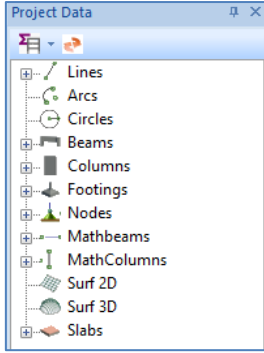 Project Data
Lines
Arcs
Circles
Beams
Columns
Footings
Nodes
Mathbeams
MathColumns
Surf 2D
Surf 3D
Slabs